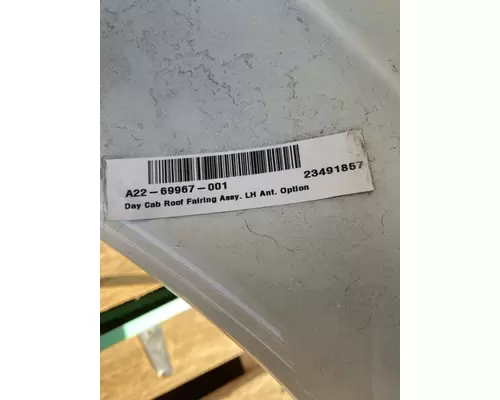 A22-69967-001
23491857
Day Cab Roof Fairing Assy. LH Ant. Option